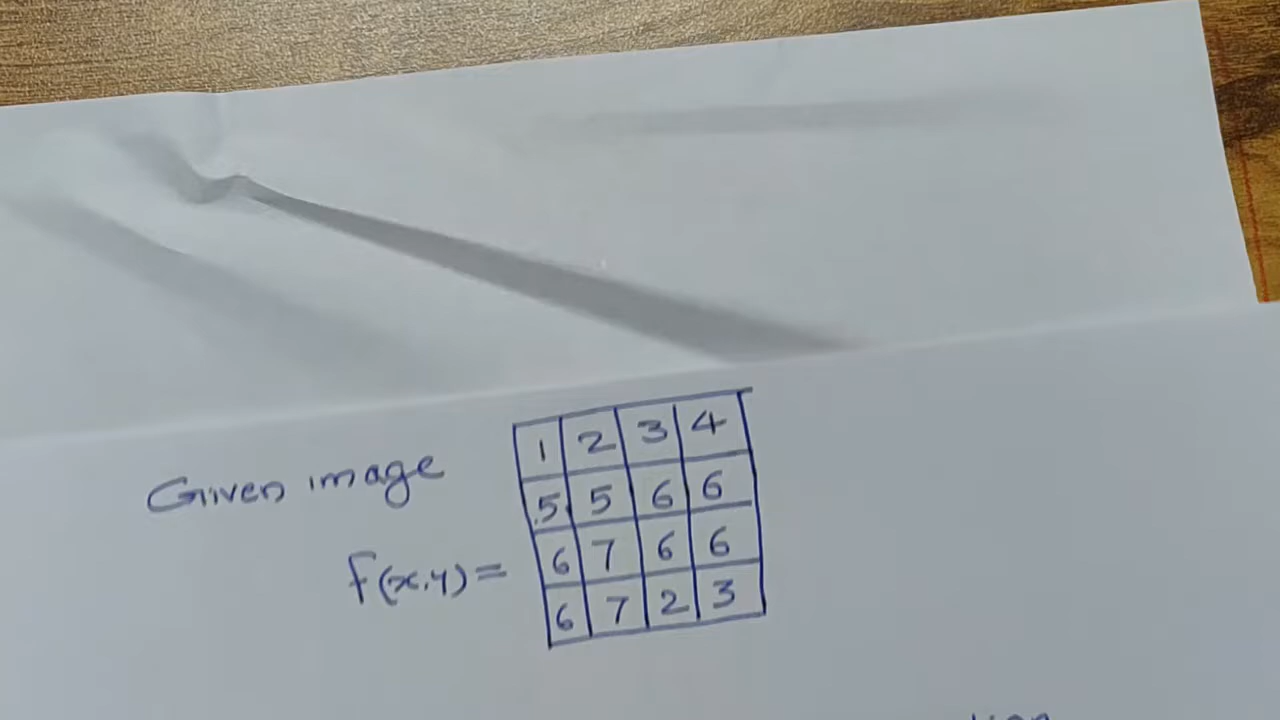 Given image
f(x,y) =
1 2 3 4
5 5 6 6
6 7 6 6
6 7 2 3